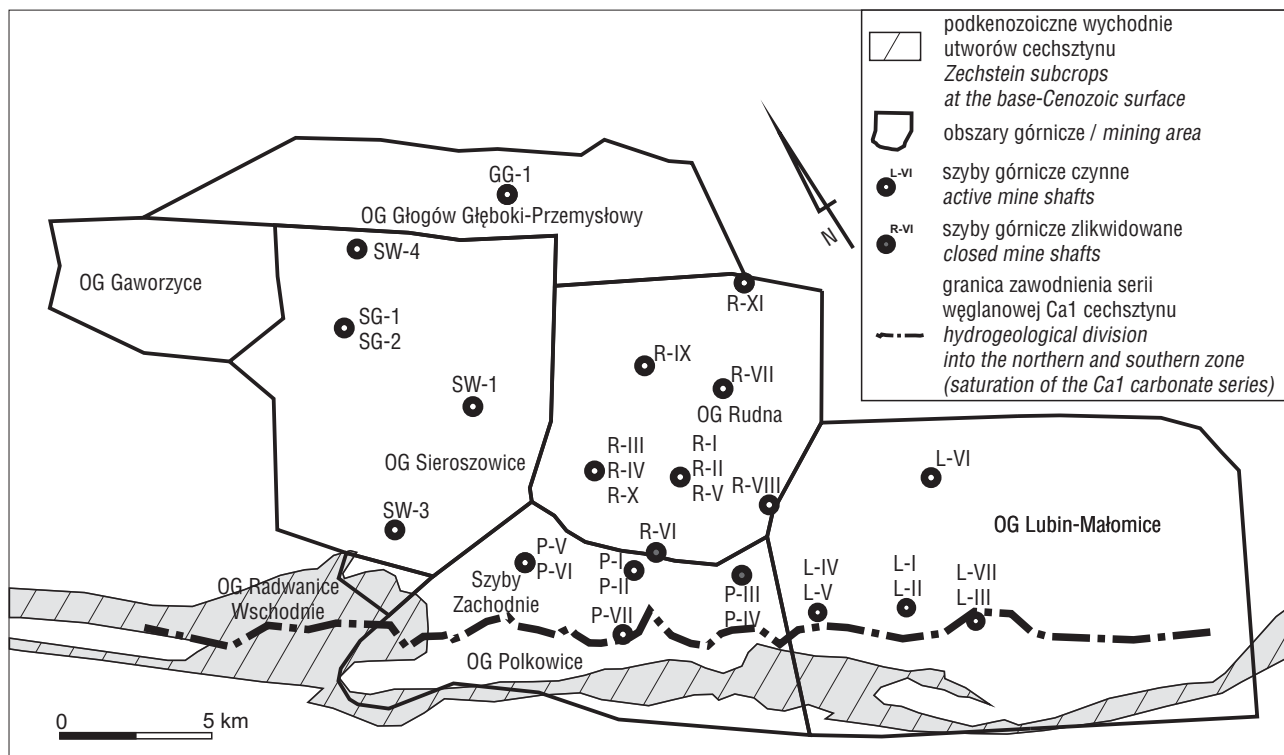 podkenozoiczne wychodnie
utworów cechsztynu
Zechstein subcrops
at the base-Cenozoic surface
obszary górnicze / mining area
L-VI
szyby górnicze czynne
active mine shafts
R-VI
szyby górnicze zlikwidowane
closed mine shafts
granica zawodnienia serii
węglanowej Ca1 cechsztynu
hydrogeological division
into the northern and southern zone
(saturation of the Ca1 carbonate series)
N
GG-1
OG Głogów Głęboki-Przemysłowy
SW-4
OG Gaworzyce
SG-1
SG-2
R-XI
R-IX
R-VII
SW-1
OG Rudna
R-III
R-IV
R-X
R-I
R-II
R-V
OG Sieroszowice
R-VIII
L-VI
SW-3
OG Lubin-Małomice
R-VI
P-V
P-VI
P-I
P-II
P-III
P-IV
L-IV
L-V
L-I
L-II
L-VII
L-III
OG Radwanice
Wschodnie
Szyby
Zachodnie
P-VII
OG Polkowice
0
5 km